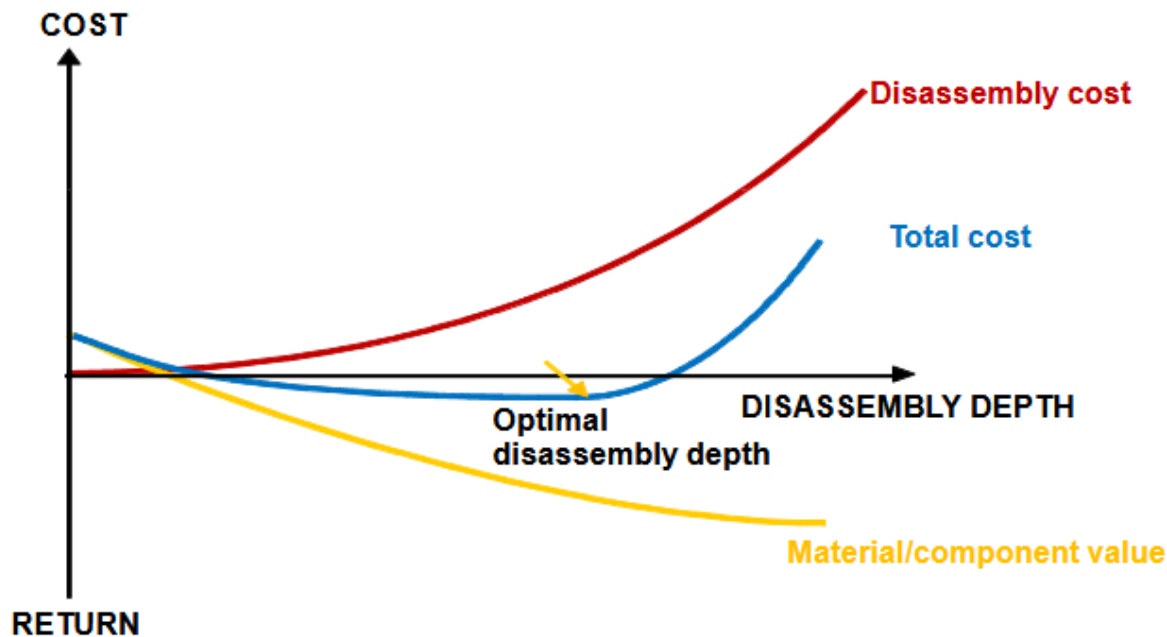 COST
Disassembly cost
Total cost
DISASSEMBLY DEPTH
Optimal
disassembly depth
Material/component value
RETURN